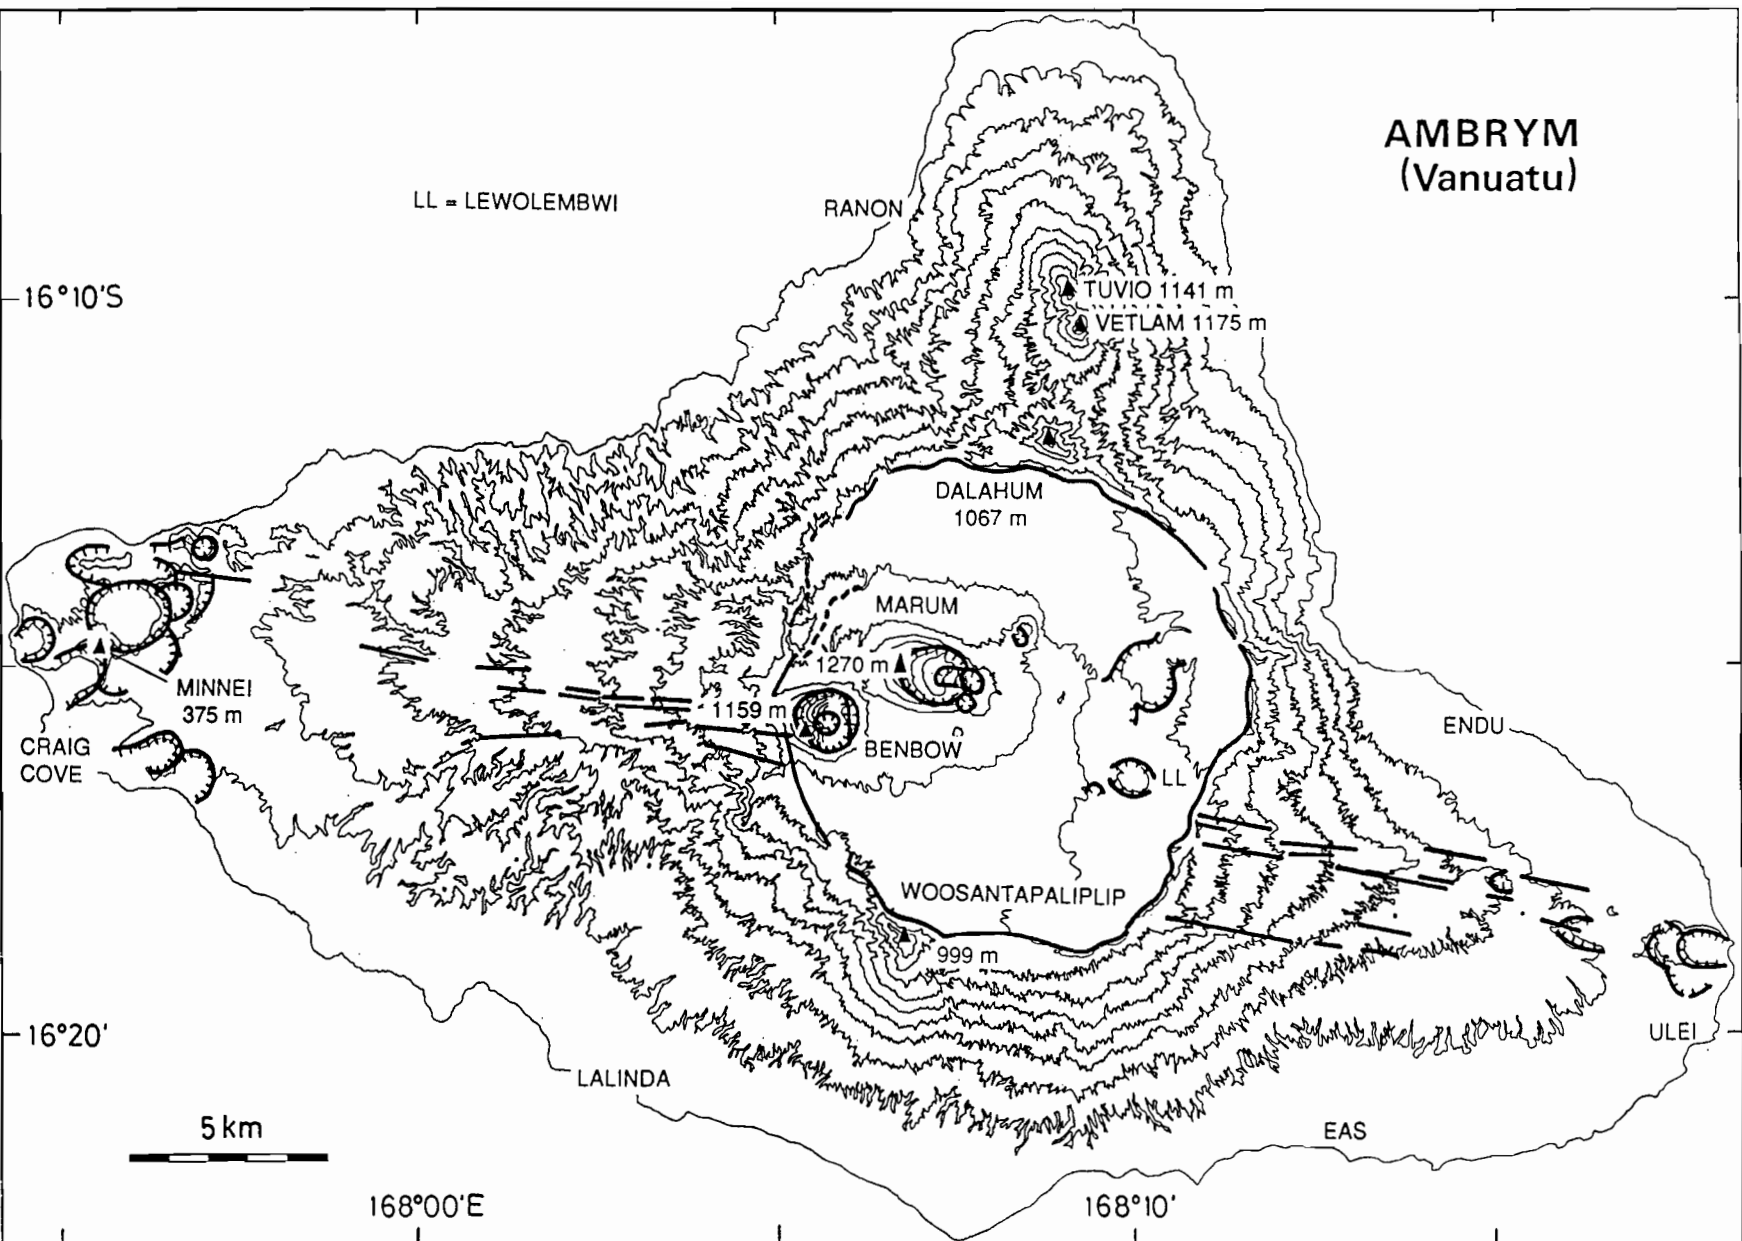 AMBRYM
(Vanuatu)
LL = LEWOLEMBWI
RANON
16°10'S
TUVIO 1141 m
VETLAM 1175 m
DALAHUM
1067 m
MARUM
1270 m
MINNEI
375 m
1159 m
BENBOW
ENDU
CRAIG
COVE
LL
WOOSANTAPALIPLIP
999 m
16°20'
ULEI
LALINDA
5 km
EAS
168°00'E
168°10'